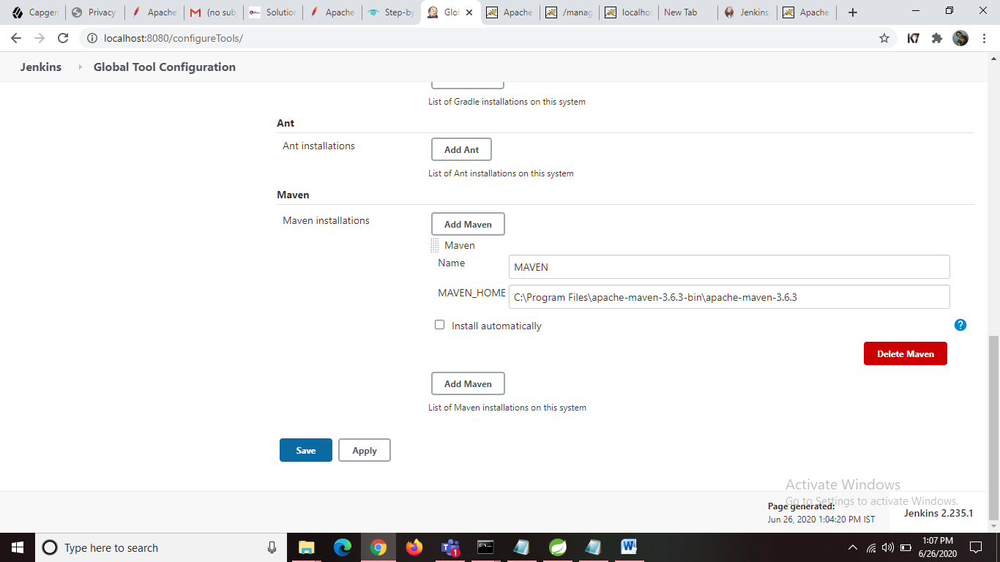 Capgen
Privacy
Apache
(no sub
Solution
Apache
Step-by
Glo
Apache
/manag
localhos
New Tab
Jenkins
Apache
localhost:8080/configureTools/
Jenkins
Global Tool Configuration
List of Gradle installations on this system
Ant
Ant installations
Add Ant
List of Ant installations on this system
Maven
Maven installations
Add Maven
Maven
Name
MAVEN
MAVEN_HOME
C:\Program Files\apache-maven-3.6.3-bin\apache-maven-3.6.3
Install automatically
Delete Maven
Add Maven
List of Maven installations on this system
Save
Apply
Activate Windows
Go to Settings to activate Windows.
Page generated:
Jun 26, 2020 1:04:20 PM IST
Jenkins 2.235.1
Type here to search
1
1:07 PM
6/26/2020